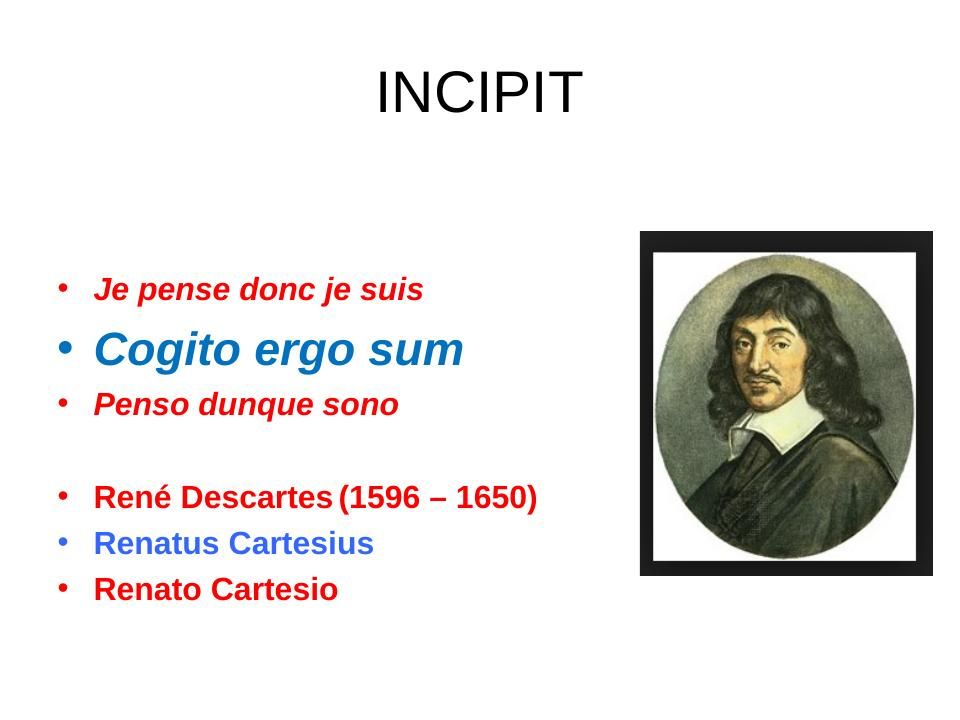 INCIPIT
• Je pense donc je suis
• Cogito ergo sum
• Penso dunque sono
• René Descartes (1596 – 1650)
• Renatus Cartesius
• Renato Cartesio